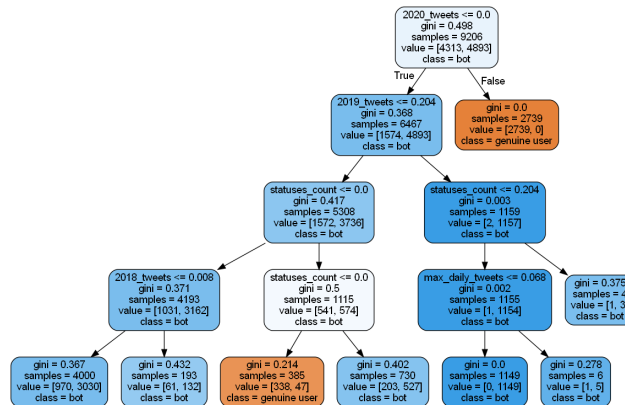 2020_tweets <= 0.0
gini = 0.498
samples = 9206
value = [4313, 4893]
class = bot
True
False
2019_tweets <= 0.204
gini = 0.368
samples = 6467
value = [1574, 4893]
class = bot
gini = 0.0
samples = 2739
value = [2739, 0]
class = genuine user
statuses_count <= 0.0
gini = 0.417
samples = 5308
value = [1572, 3736]
class = bot
statuses_count <= 0.204
gini = 0.003
samples = 1159
value = [2, 1157]
class = bot
2018_tweets <= 0.008
gini = 0.371
samples = 4193
value = [1031, 3162]
class = bot
statuses_count <= 0.0
gini = 0.5
samples = 1115
value = [541, 574]
class = bot
max_daily_tweets <= 0.068
gini = 0.002
samples = 1155
value = [1, 1154]
class = bot
gini = 0.375
samples = 4
value = [1, 3
class = bot
gini = 0.367
samples = 4000
value = [970, 3030]
class = bot
gini = 0.432
samples = 193
value = [61, 132]
class = bot
gini = 0.214
samples = 385
value = [338, 47]
class = genuine user
gini = 0.402
samples = 730
value = [203, 527]
class = bot
gini = 0.0
samples = 1149
value = [0, 1149]
class = bot
gini = 0.278
samples = 6
value = [1, 5]
class = bot